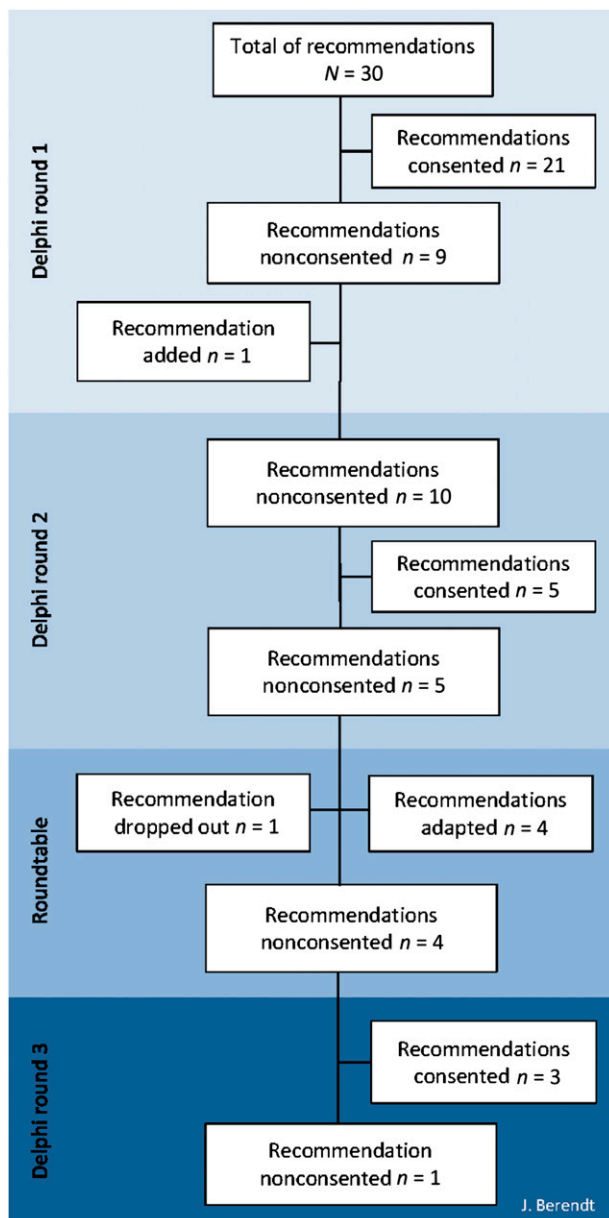 Delphi round 1
Total of recommendations
N = 30
Recommendations
consented n = 21
Recommendations
nonconsented n = 9
Recommendation
added n = 1
Delphi round 2
Recommendations
nonconsented n = 10
Recommendations
consented n = 5
Recommendations
nonconsented n = 5
Roundtable
Recommendation
dropped out n = 1
Recommendations
adapted n = 4
Recommendations
nonconsented n = 4
Delphi round 3
Recommendations
consented n = 3
Recommendation
nonconsented n = 1
J. Berendt